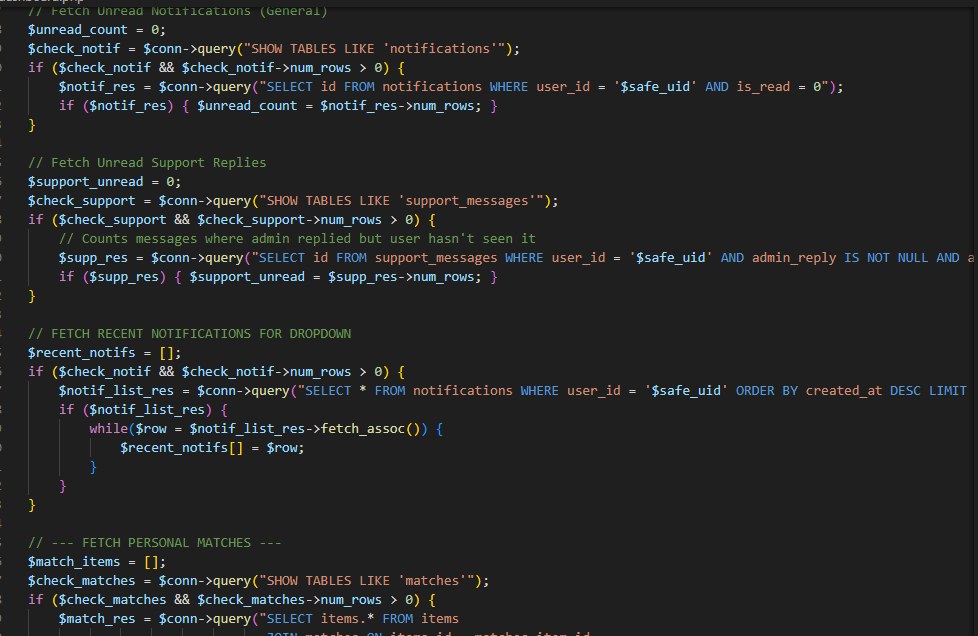 // Fetch Unread Notifications (General)
$unread_count = 0;
$check_notif = $conn->query("SHOW TABLES LIKE 'notifications'");
if ($check_notif && $check_notif->num_rows > 0) {
    $notif_res = $conn->query("SELECT id FROM notifications WHERE user_id = '$safe_uid' AND is_read = 0");
    if ($notif_res) { $unread_count = $notif_res->num_rows; }
}

// Fetch Unread Support Replies
$support_unread = 0;
$check_support = $conn->query("SHOW TABLES LIKE 'support_messages'");
if ($check_support && $check_support->num_rows > 0) {
    // Counts messages where admin replied but user hasn't seen it
    $supp_res = $conn->query("SELECT id FROM support_messages WHERE user_id = '$safe_uid' AND admin_reply IS NOT NULL AND a
    if ($supp_res) { $support_unread = $supp_res->num_rows; }
}

// FETCH RECENT NOTIFICATIONS FOR DROPDOWN
$recent_notifs = [];
if ($check_notif && $check_notif->num_rows > 0) {
    $notif_list_res = $conn->query("SELECT * FROM notifications WHERE user_id = '$safe_uid' ORDER BY created_at DESC LIMIT
    if ($notif_list_res) {
        while($row = $notif_list_res->fetch_assoc()) {
            $recent_notifs[] = $row;
        }
    }
}

// --- FETCH PERSONAL MATCHES ---
$match_items = [];
$check_matches = $conn->query("SHOW TABLES LIKE 'matches'");
if ($check_matches && $check_matches->num_rows > 0) {
    $match_res = $conn->query("SELECT items.* FROM items